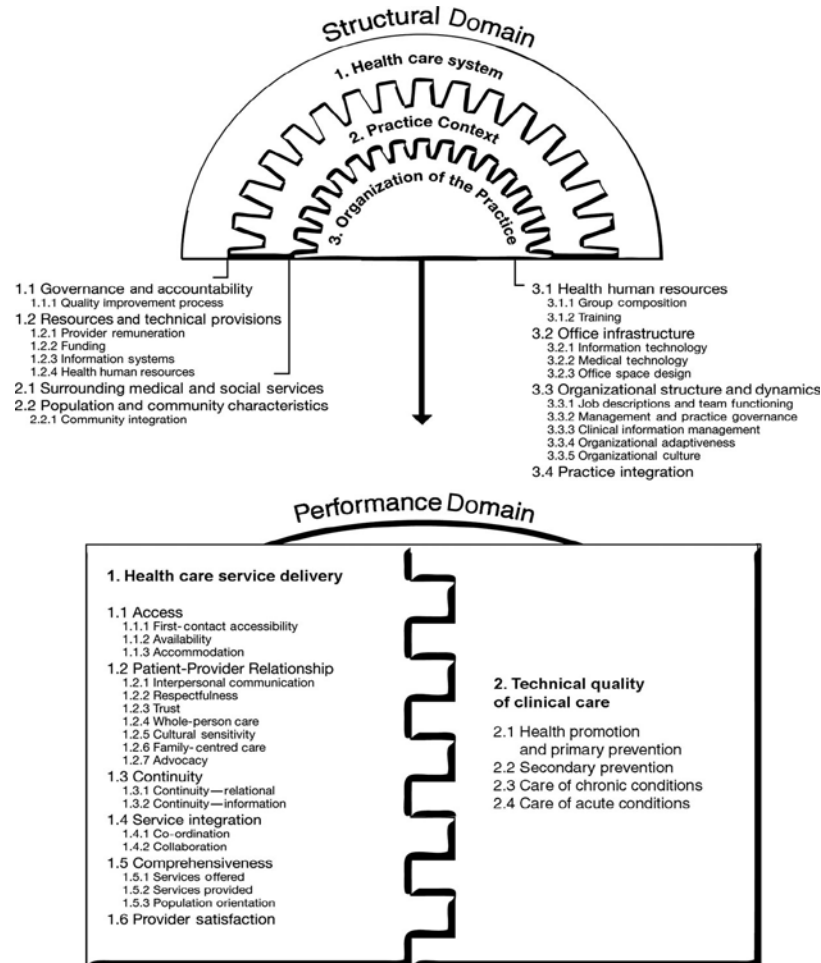 Structural Domain
1. Health care system
2. Practice Context
3. Organization of the Practice
1.1 Governance and accountability
1.1.1 Quality improvement process
1.2 Resources and technical provisions
1.2.1 Provider remuneration
1.2.2 Funding
1.2.3 Information systems
1.2.4 Health human resources
2.1 Surrounding medical and social services
2.2 Population and community characteristics
2.2.1 Community integration
3.1 Health human resources
3.1.1 Group composition
3.1.2 Training
3.2 Office infrastructure
3.2.1 Information technology
3.2.2 Medical technology
3.2.3 Office space design
3.3 Organizational structure and dynamics
3.3.1 Job descriptions and team functioning
3.3.2 Management and practice governance
3.3.3 Clinical information management
3.3.4 Organizational adaptiveness
3.3.5 Organizational culture
3.4 Practice integration
Performance Domain
1. Health care service delivery
1.1 Access
1.1.1 First-contact accessibility
1.1.2 Availability
1.1.3 Accommodation
1.2 Patient-Provider Relationship
1.2.1 Interpersonal communication
1.2.2 Respectfulness
1.2.3 Trust
1.2.4 Whole-person care
1.2.5 Cultural sensitivity
1.2.6 Family-centred care
1.2.7 Advocacy
1.3 Continuity
1.3.1 Continuity—relational
1.3.2 Continuity—information
1.4 Service integration
1.4.1 Co-ordination
1.4.2 Collaboration
1.5 Comprehensiveness
1.5.1 Services offered
1.5.2 Services provided
1.5.3 Population orientation
1.6 Provider satisfaction
2. Technical quality
of clinical care
2.1 Health promotion
and primary prevention
2.2 Secondary prevention
2.3 Care of chronic conditions
2.4 Care of acute conditions